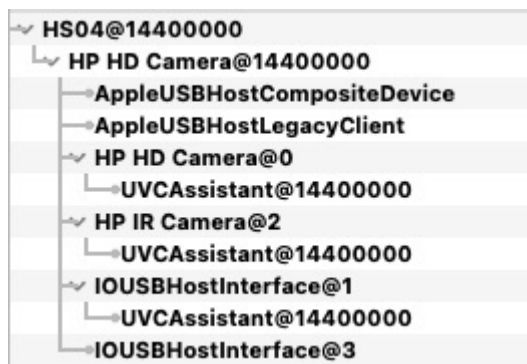 HS04@14400000
HP HD Camera@14400000
AppleUSBHostCompositeDevice
AppleUSBHostLegacyClient
HP HD Camera@0
UVCAssistant@14400000
HP IR Camera@2
UVCAssistant@14400000
IOUSBHostInterface@1
UVCAssistant@14400000
IOUSBHostInterface@3